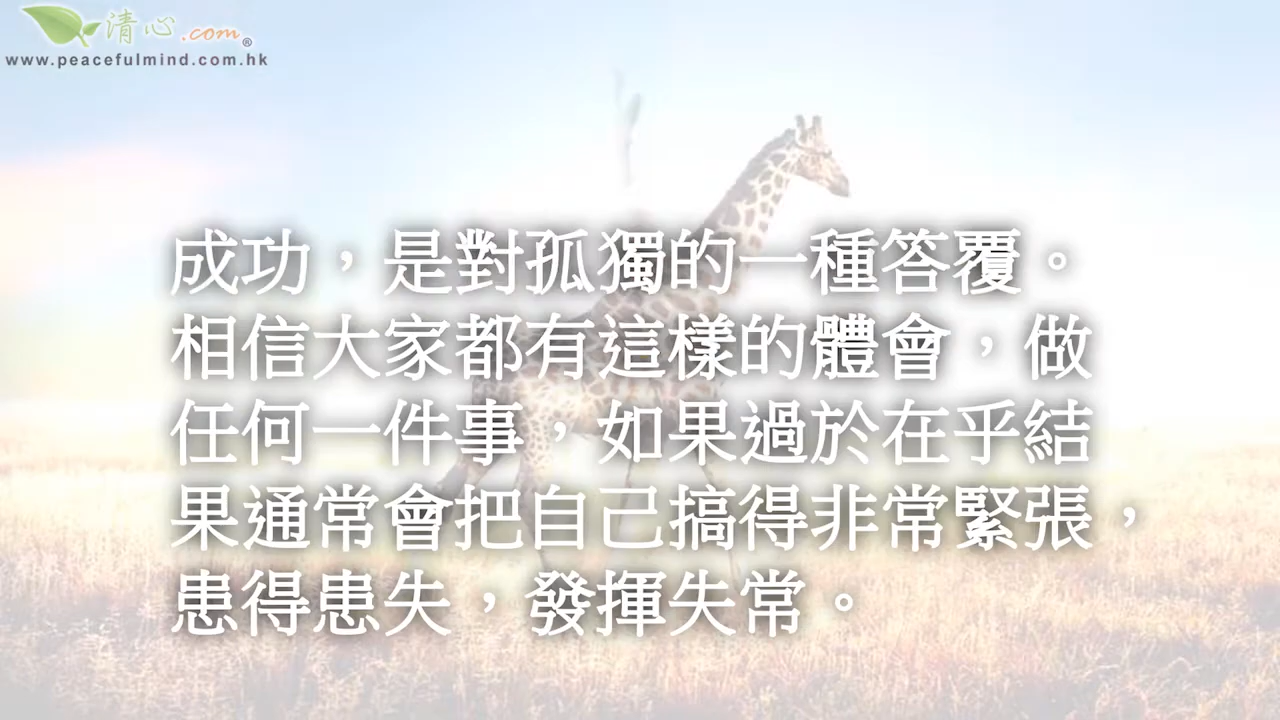 清心.com®
www.peacefulmind.com.hk
成功，是對孤獨的一種答覆。
相信大家都有這樣的體會，做
任何一件事，如果過於在乎結
果通常會把自己搞得非常緊張，
患得患失，發揮失常。